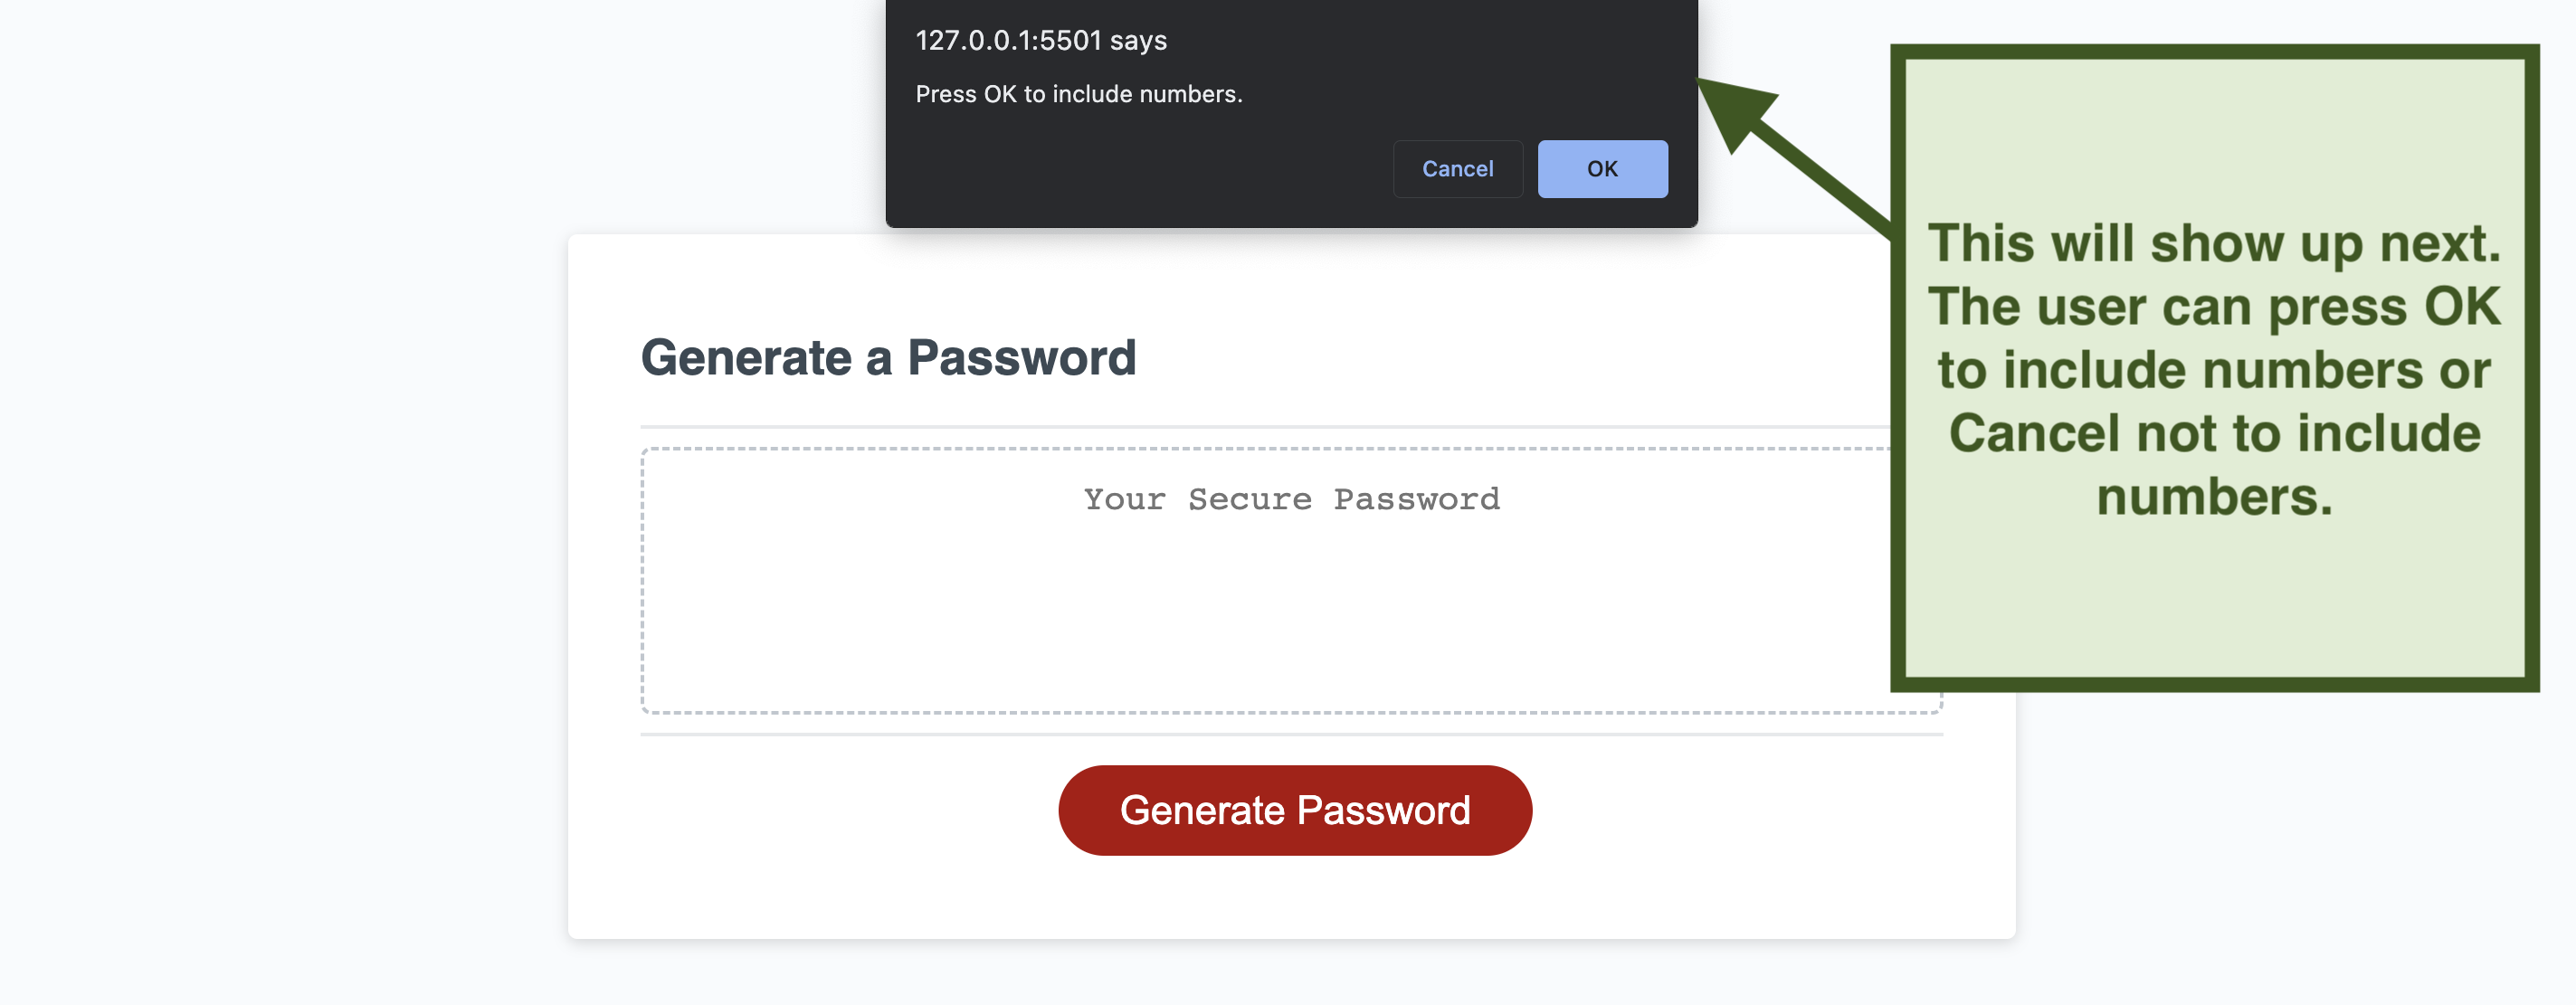 127.0.0.1:5501 says
Press OK to include numbers.
Cancel
OK
This will show up next.
The user can press OK
to include numbers or
Cancel not to include
numbers.
Generate a Password
Your Secure Password
Generate Password